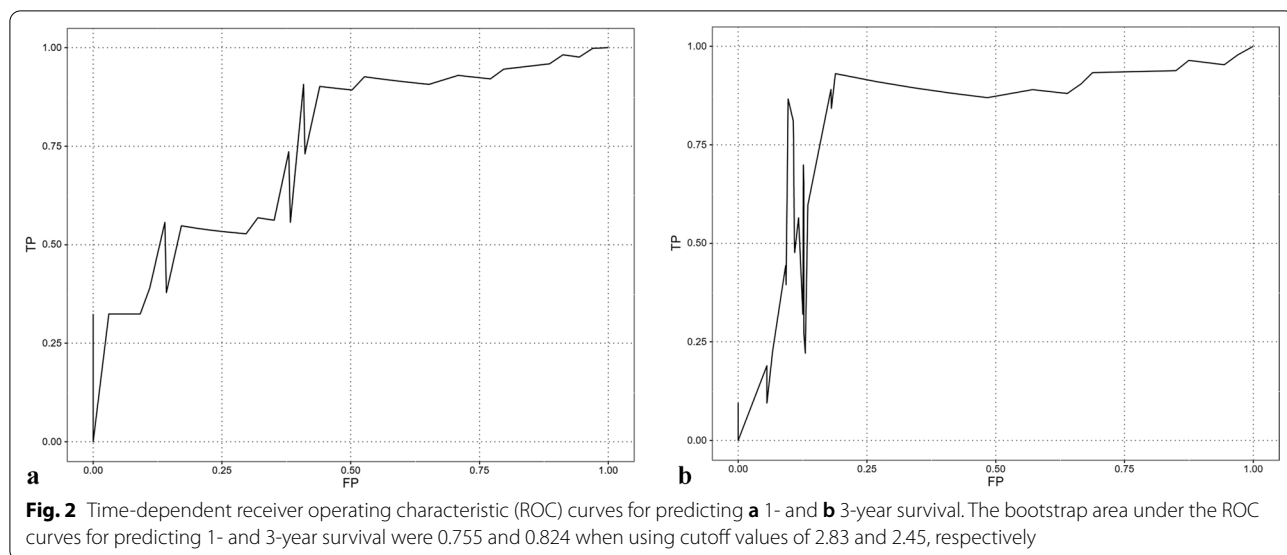 1.00
0.75
TP
0.50
0.25
0.00
0.00 0.25 0.50 0.75 1.00
a FP
1.00
0.75
TP
0.50
0.25
0.00
0.00 0.25 0.50 0.75 1.00
b FP
Fig. 2 Time-dependent receiver operating characteristic (ROC) curves for predicting a 1- and b 3-year survival. The bootstrap area under the ROC
curves for predicting 1- and 3-year survival were 0.755 and 0.824 when using cutoff values of 2.83 and 2.45, respectively